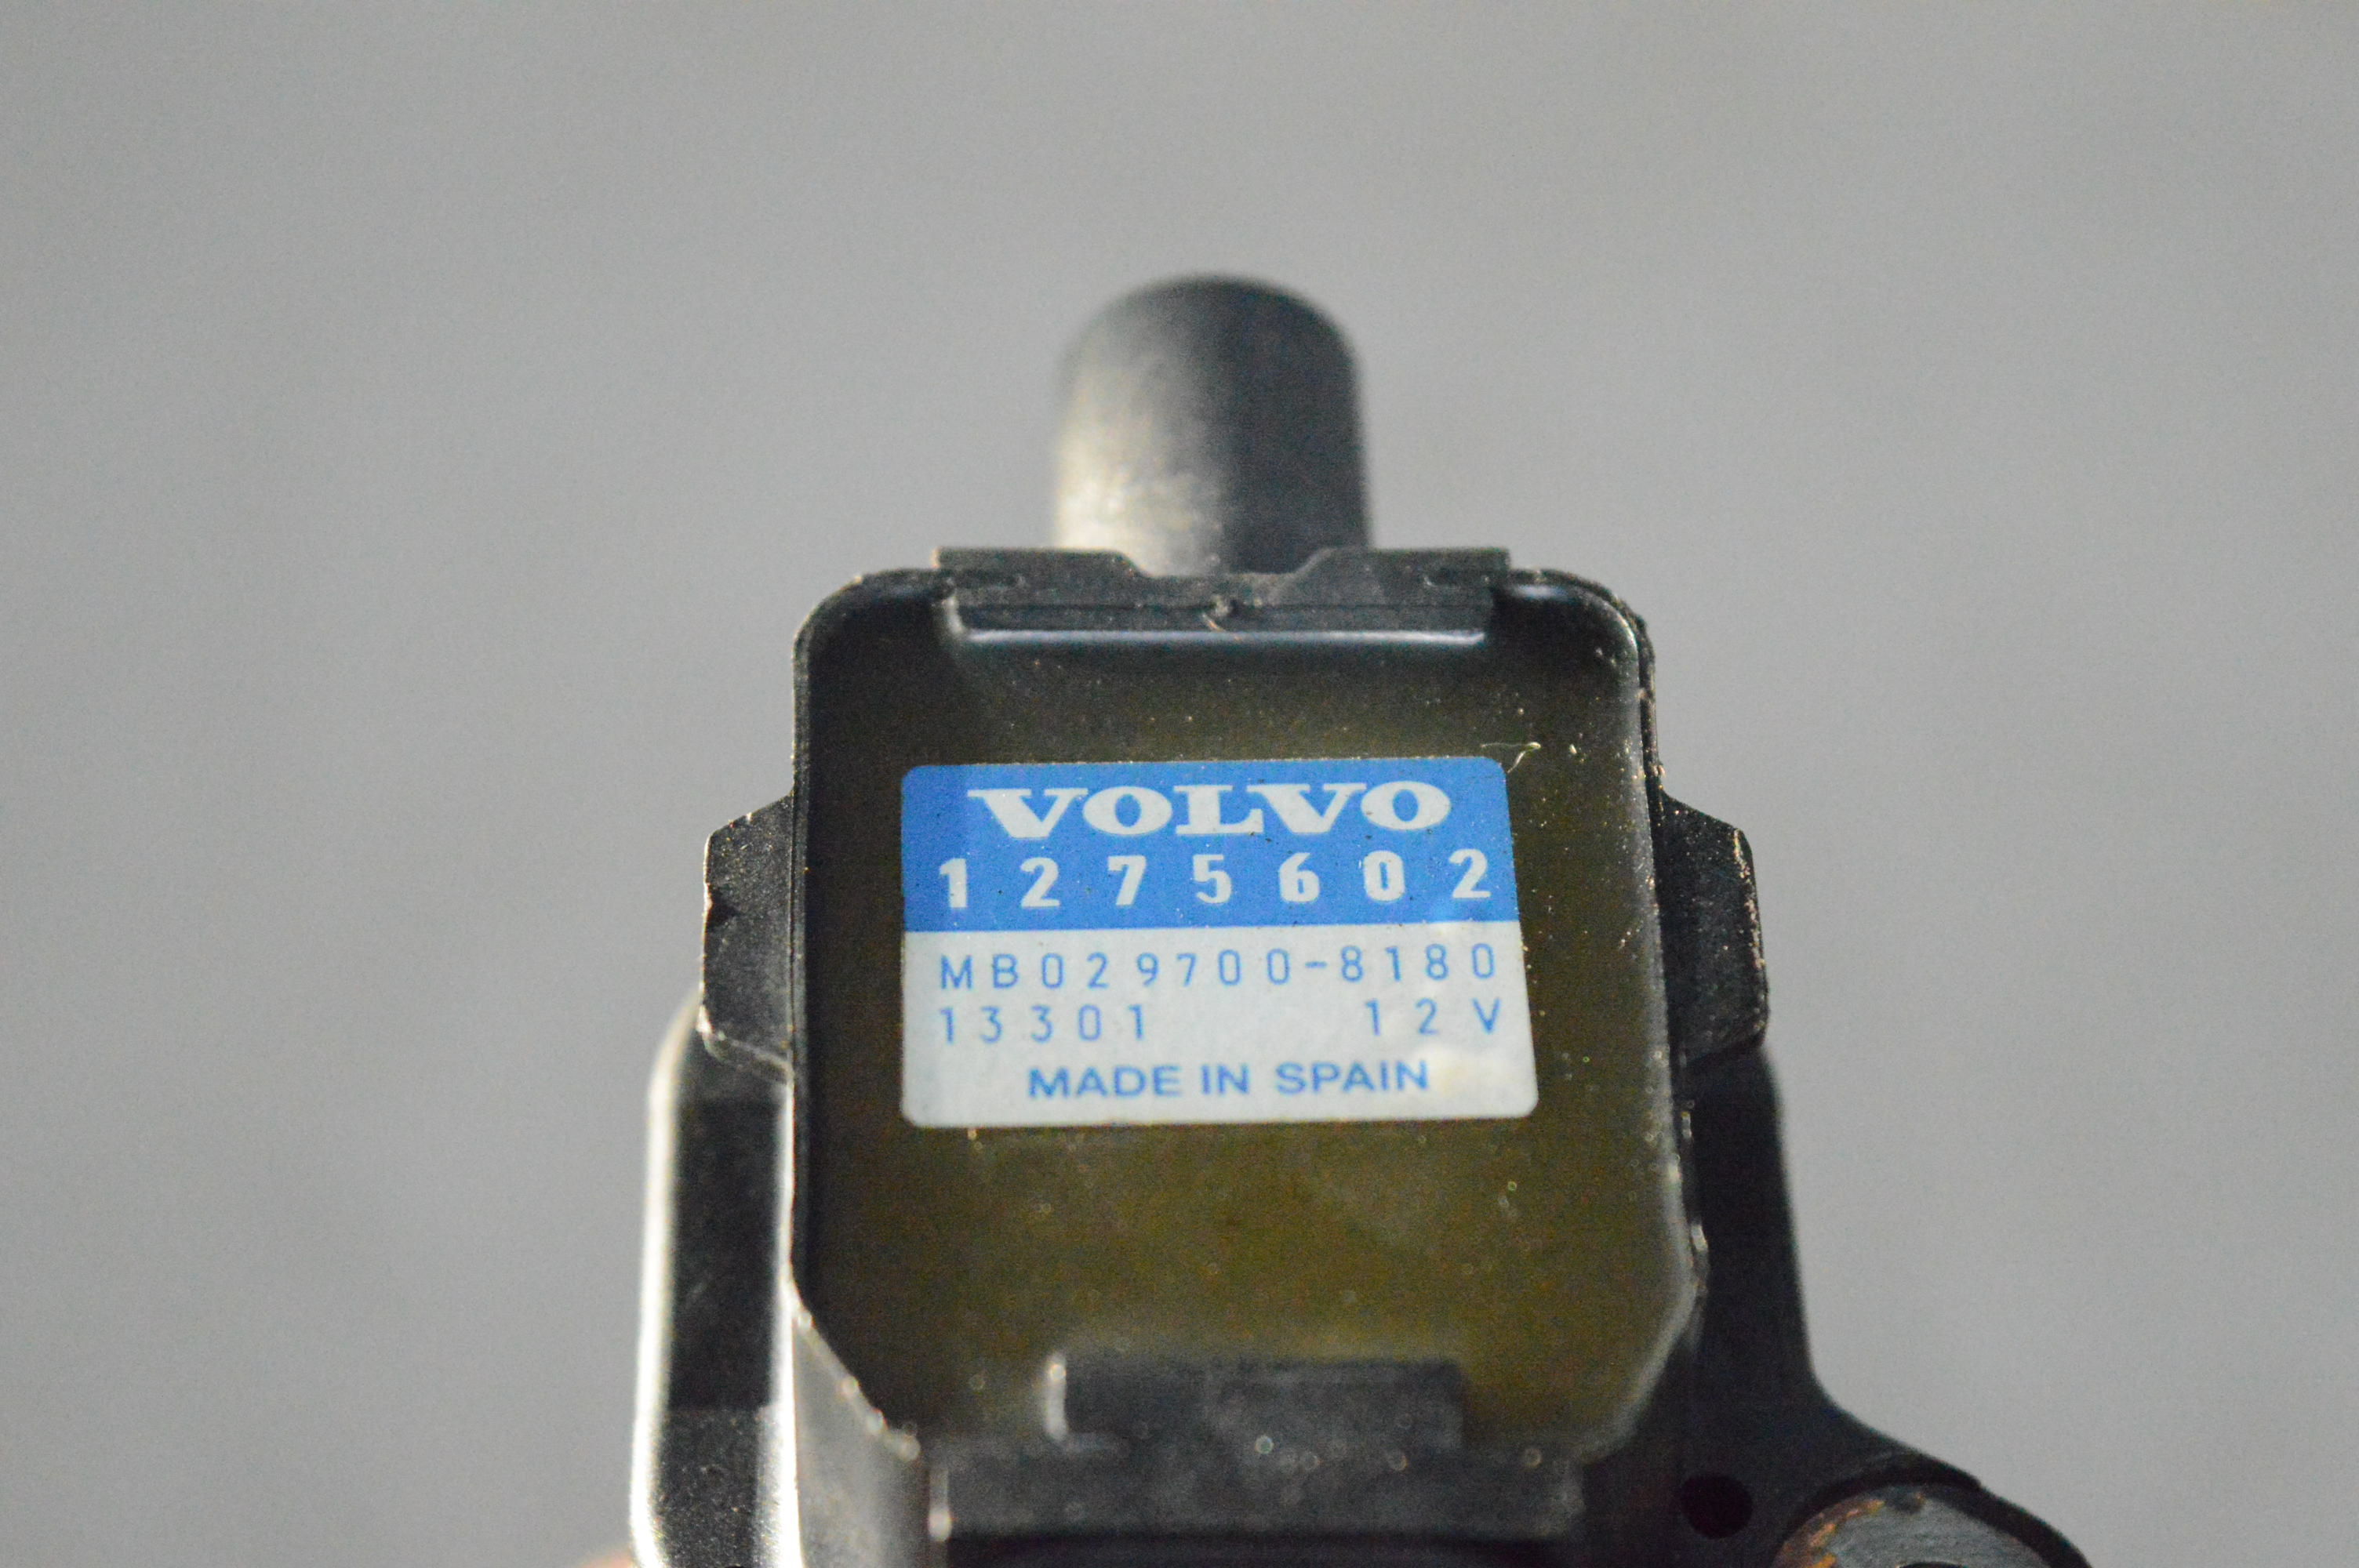 VOLVO
1275602
MB029700-8180
13301 12V
MADE IN SPAIN